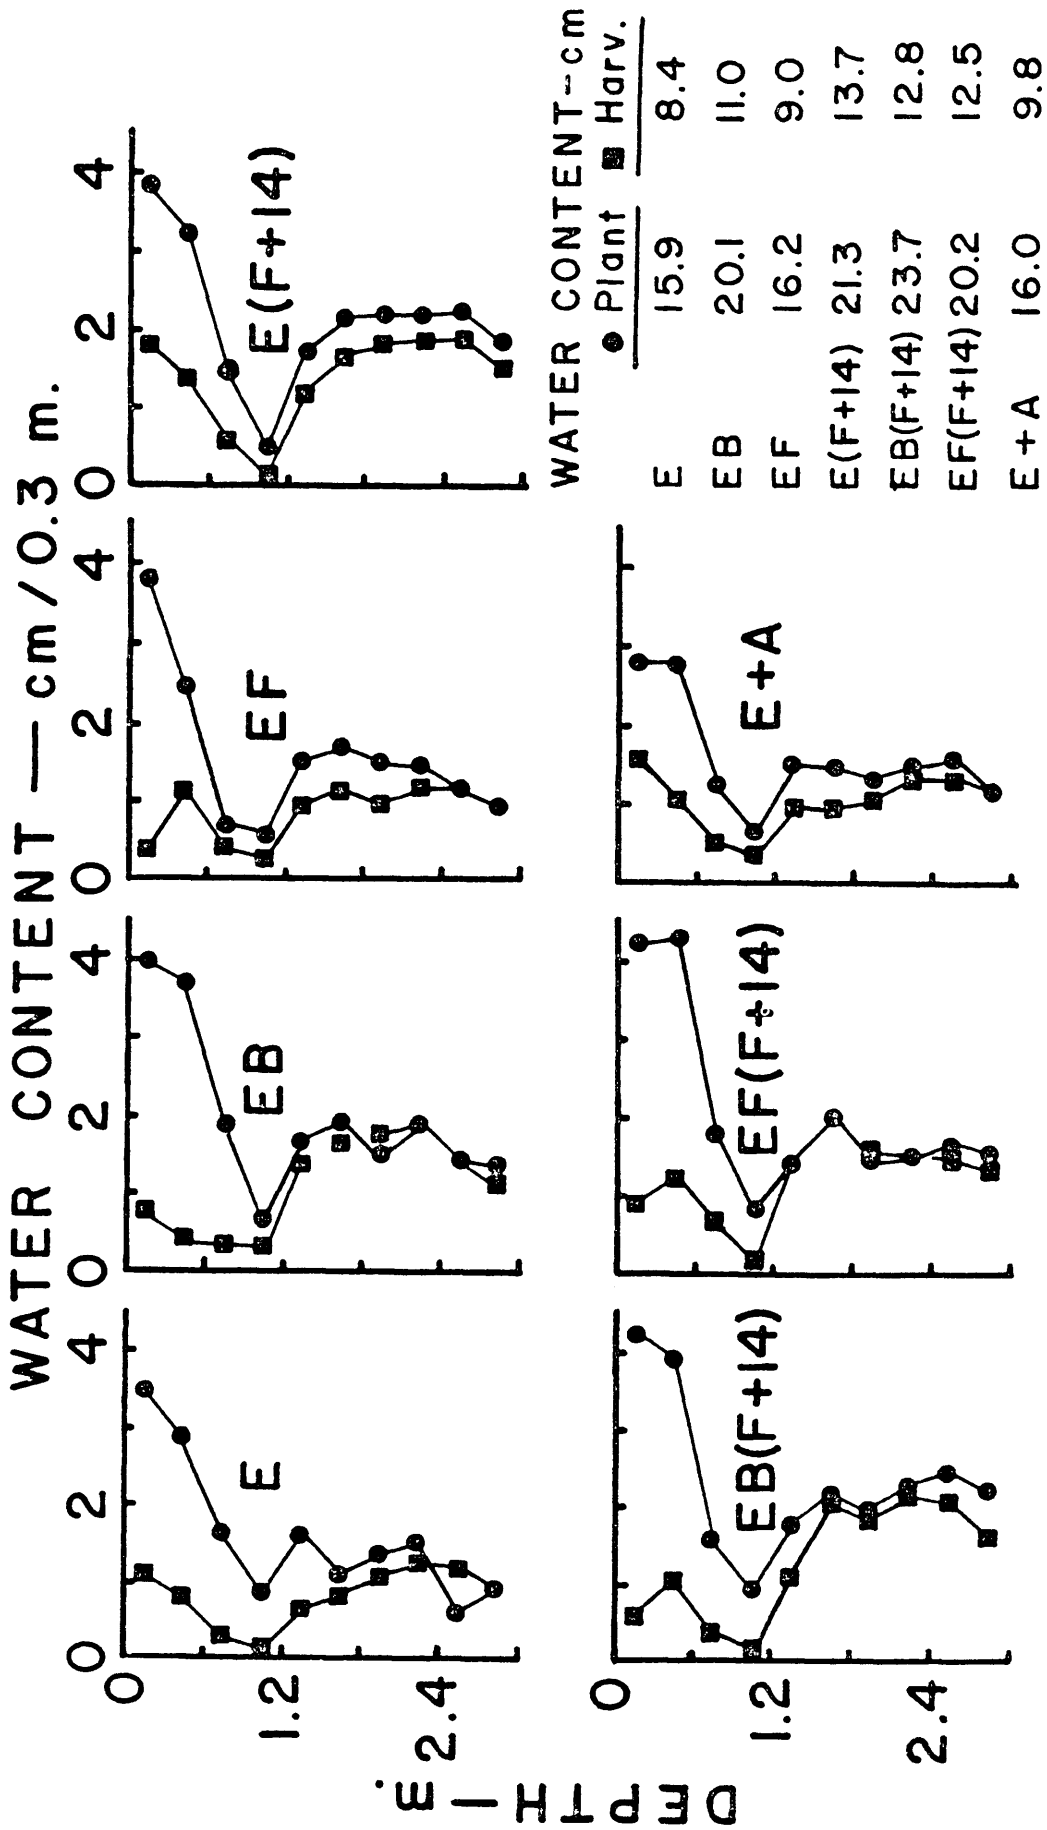 WATER CONTENT — cm/0.3 m.
0 2 4 0 2 4 0 2 4 0 2 4
0
1.2
2.4
E
EB
EF
E(F+14)
DEPTH-m.
0
1.2
2.4
EB(F+14)
EF(F+14)
E+A
WATER CONTENT-cm
Plant Harv.
E 15.9 8.4
EB 20.1 11.0
EF 16.2 9.0
E(F+14) 21.3 13.7
EB(F+14) 23.7 12.8
EF(F+14) 20.2 12.5
E+A 16.0 9.8